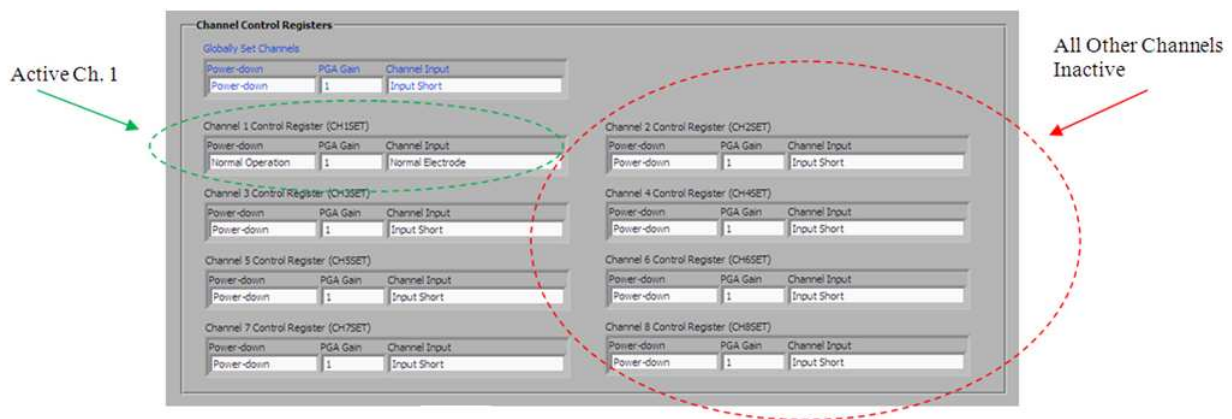 Channel Control Registers
Globally Set Channels
Power-down PGA Gain Channel Input
Power-down 1 Input Short
Active Ch. 1
All Other Channels
Inactive
Channel 1 Control Register (CH1SET)
Power-down PGA Gain Channel Input
Normal Operation 1 Normal Electrode
Channel 2 Control Register (CH2SET)
Power-down PGA Gain Channel Input
Power-down 1 Input Short
Channel 3 Control Register (CH3SET)
Power-down PGA Gain Channel Input
Power-down 1 Input Short
Channel 4 Control Register (CH4SET)
Power-down PGA Gain Channel Input
Power-down 1 Input Short
Channel 5 Control Register (CH5SET)
Power-down PGA Gain Channel Input
Power-down 1 Input Short
Channel 6 Control Register (CH6SET)
Power-down PGA Gain Channel Input
Power-down 1 Input Short
Channel 7 Control Register (CH7SET)
Power-down PGA Gain Channel Input
Power-down 1 Input Short
Channel 8 Control Register (CH8SET)
Power-down PGA Gain Channel Input
Power-down 1 Input Short